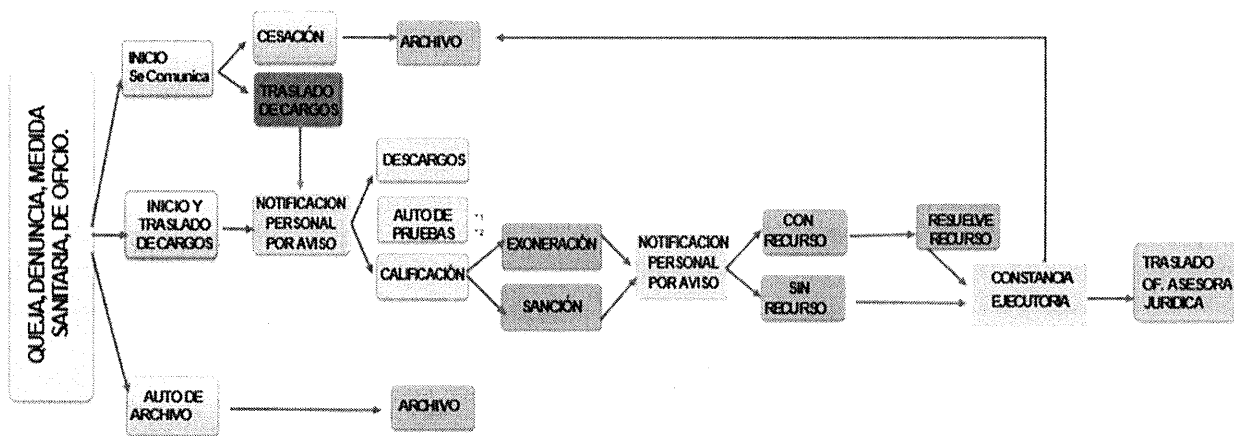 QUEJA, DENUNCIA, MEDIDA
SANITARIA, DE OFICIO.
INICIO
Se Comunica
CESACIÓN
ARCHIVO
TRASLADO
DE CARGOS
INICIO Y
TRASLADO
DE CARGOS
NOTIFICACION
PERSONAL
POR AVISO
DESCARGOS
AUTO DE
PRUEBAS
CALIFICACIÓN
EXONERACIÓN
SANCIÓN
NOTIFICACION
PERSONAL
POR AVISO
CON
RECURSO
SIN
RECURSO
RESUELVE
RECURSO
CONSTANCIA
EJECUTORIA
TRASLADO
OF. ASESORA
JURIDICA
AUTO DE
ARCHIVO
ARCHIVO